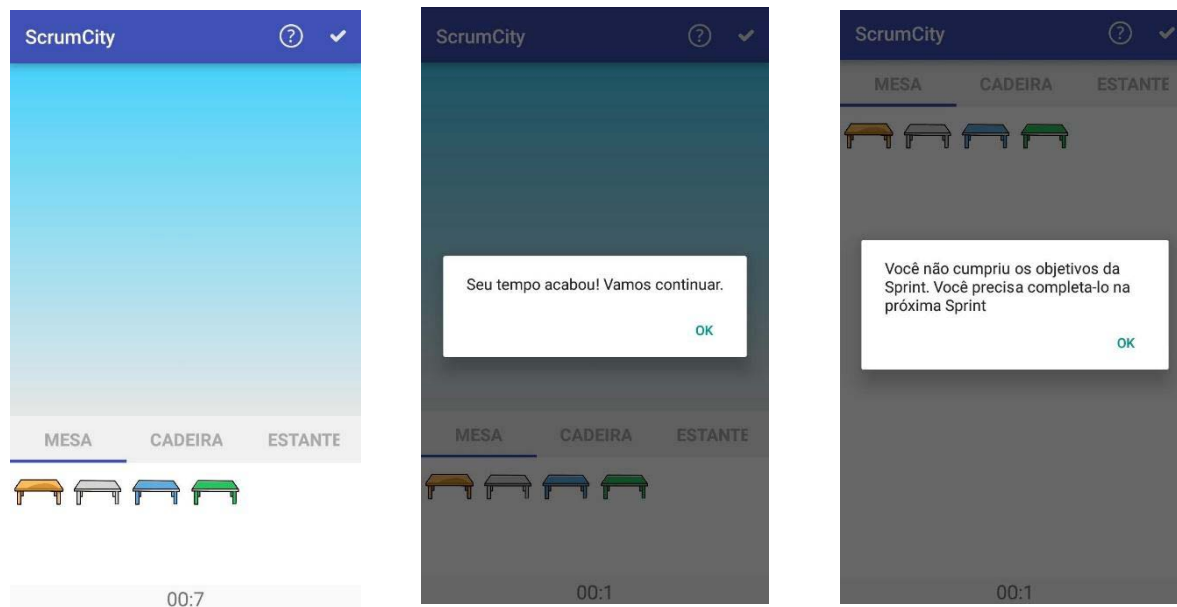 ScrumCity
MESA CADEIRA ESTANTE
00:7
ScrumCity
Seu tempo acabou! Vamos continuar.
OK
MESA CADEIRA ESTANTE
00:1
ScrumCity
MESA CADEIRA ESTANTE
Você não cumpriu os objetivos da
Sprint. Você precisa completa-lo na
próxima Sprint
OK
00:1